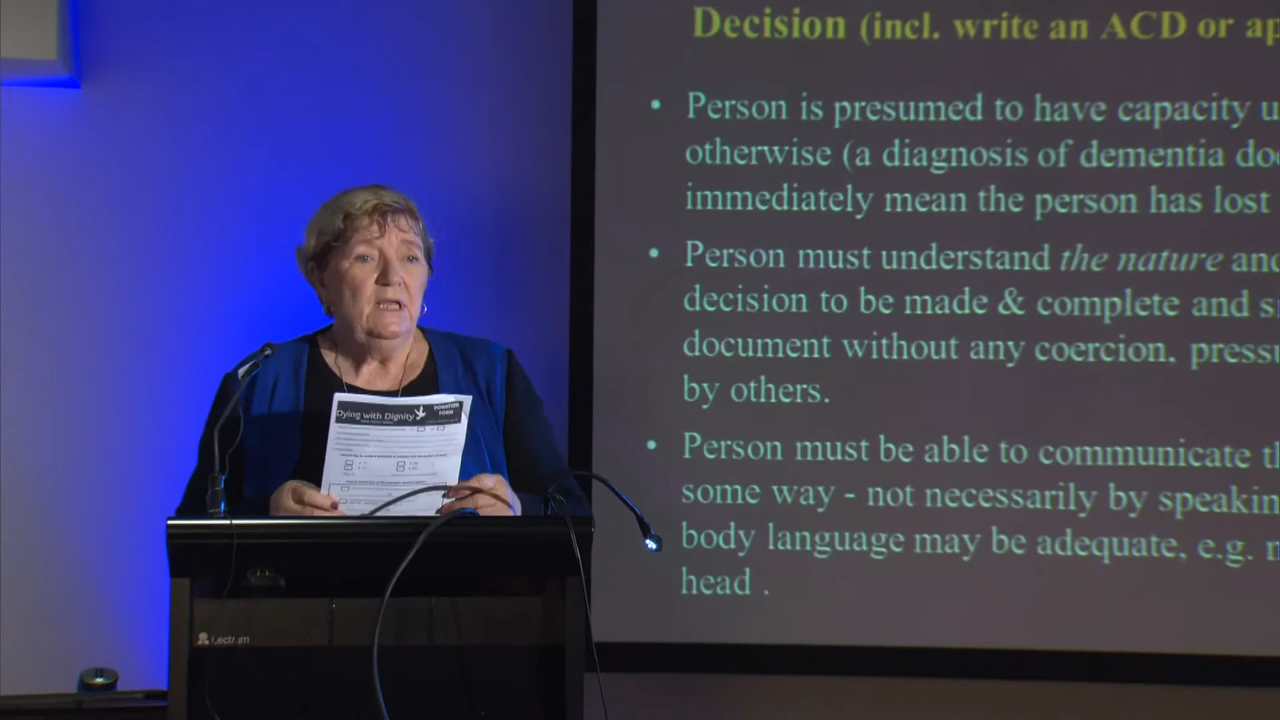 Decision (incl. write an ACD or ap
• Person is presumed to have capacity u
otherwise (a diagnosis of dementia do
immediately mean the person has lost
• Person must understand the nature and
decision to be made & complete and s
document without any coercion, pressu
by others.
• Person must be able to communicate t
some way - not necessarily by speakin
body language may be adequate, e.g. n
head .
Dying with Dignity
DONATION
FORM
Lectrum